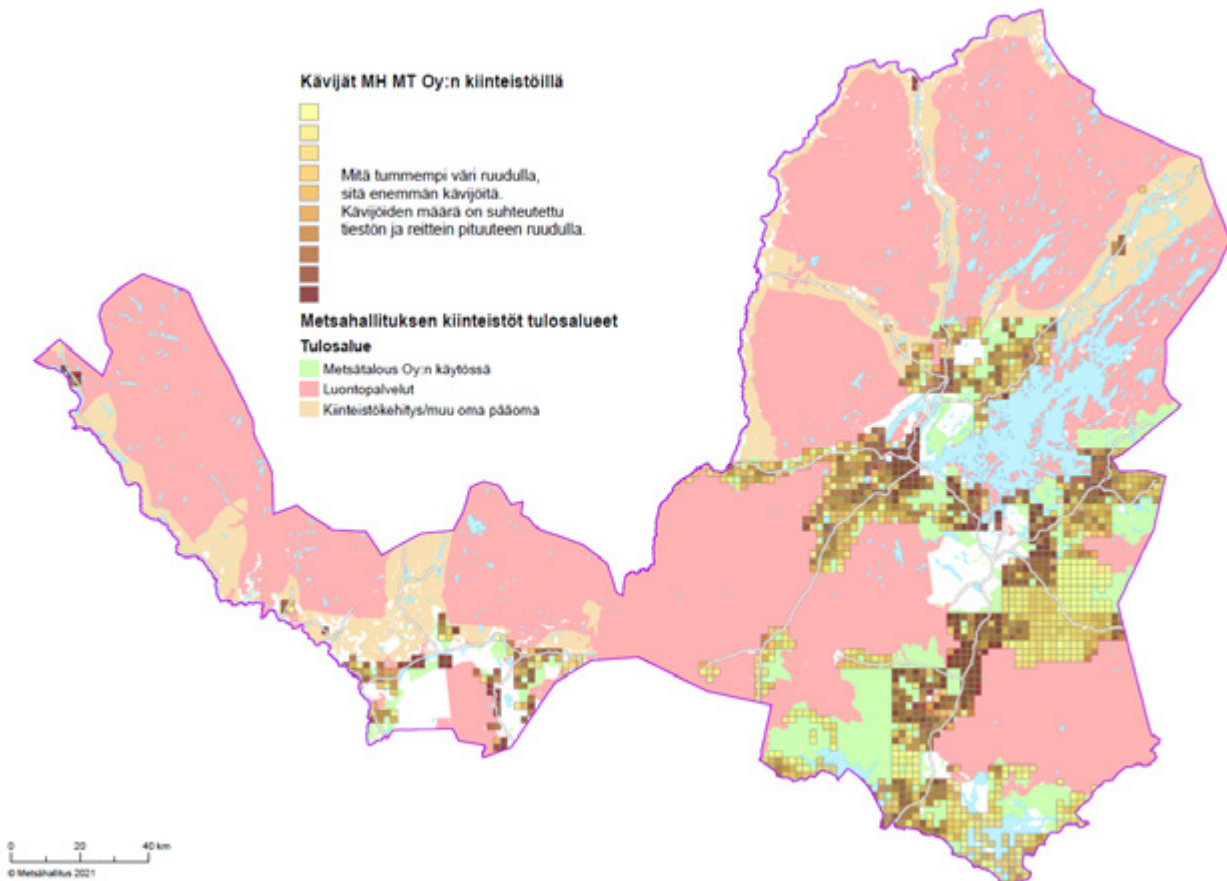 Kävijät MH MT Oy:n kiinteistöillä
Mitä tummempi väri ruudulla,
sitä enemmän kävijöitä.
Kävijöiden määrä on suhteutettu
tiestön ja reittein pituuteen ruudulla.
Metsahallituksen kiinteistöt tulosalueet
Tulosalue
Metsätalous Oy:n käytössä
Luontopalvelut
Kiinteistökehitys/muu oma pääoma
0 20 40 km
© Metsähallitus 2021